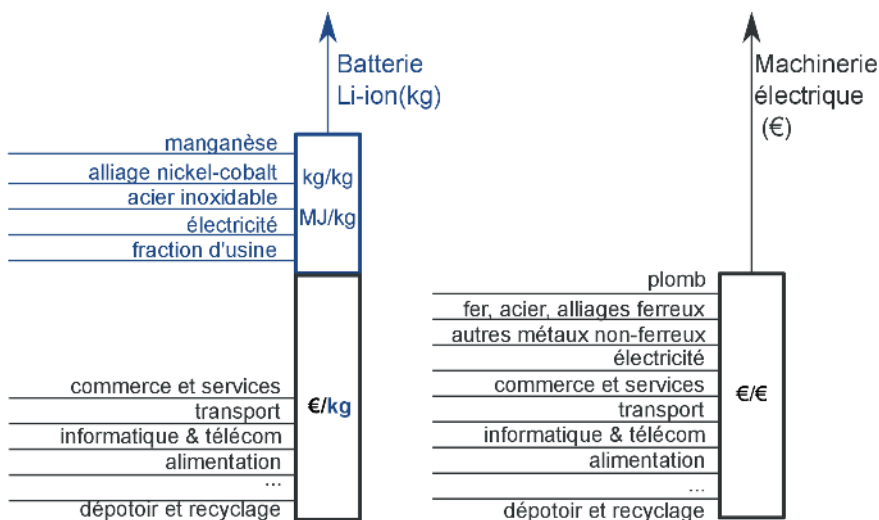 Batterie
Li-ion(kg)
manganèse
alliage nickel-cobalt
acier inoxidable
électricité
fraction d'usine
kg/kg
MJ/kg
commerce et services
transport
informatique & télécom
alimentation
...
dépotoir et recyclage
€/kg
Machinerie
électrique
(€)
plomb
fer, acier, alliages ferreux
autres métaux non-ferreux
électricité
commerce et services
transport
informatique & télécom
alimentation
...
dépotoir et recyclage
€/€